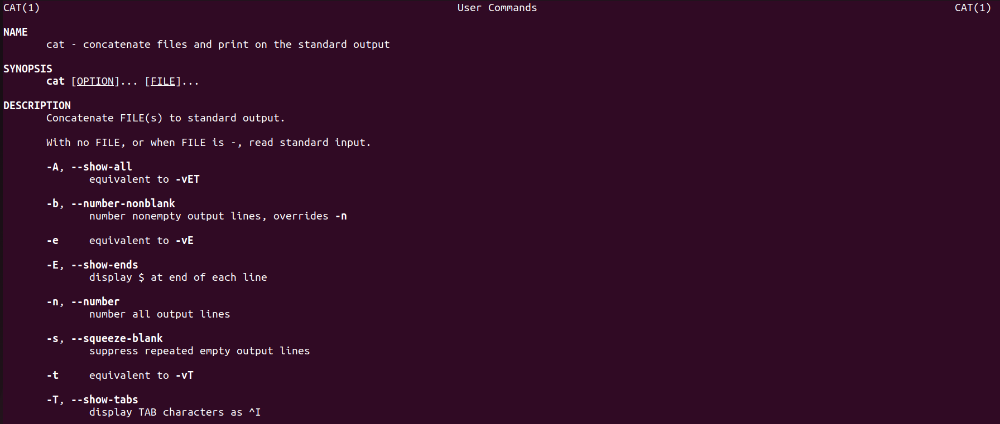 CAT(1) User Commands CAT(1)
NAME
cat - concatenate files and print on the standard output
SYNOPSIS
cat [OPTION]... [FILE]...
DESCRIPTION
Concatenate FILE(s) to standard output.
With no FILE, or when FILE is -, read standard input.
-A, --show-all
equivalent to -vET
-b, --number-nonblank
number nonempty output lines, overrides -n
-e equivalent to -vE
-E, --show-ends
display $ at end of each line
-n, --number
number all output lines
-s, --squeeze-blank
suppress repeated empty output lines
-t equivalent to -vT
-T, --show-tabs
display TAB characters as ^I